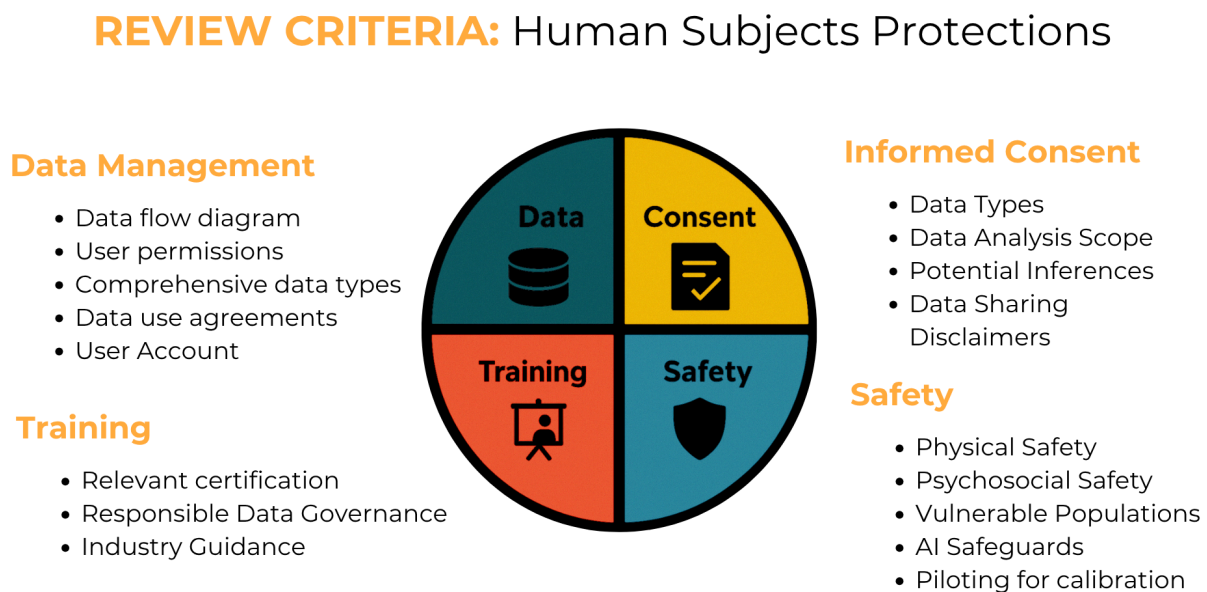 REVIEW CRITERIA: Human Subjects Protections
Data Management
• Data flow diagram
• User permissions
• Comprehensive data types
• Data use agreements
• User Account
Training
• Relevant certification
• Responsible Data Governance
• Industry Guidance
Data
Consent
Training
Safety
Informed Consent
• Data Types
• Data Analysis Scope
• Potential Inferences
• Data Sharing
Disclaimers
Safety
• Physical Safety
• Psychosocial Safety
• Vulnerable Populations
• AI Safeguards
• Piloting for calibration